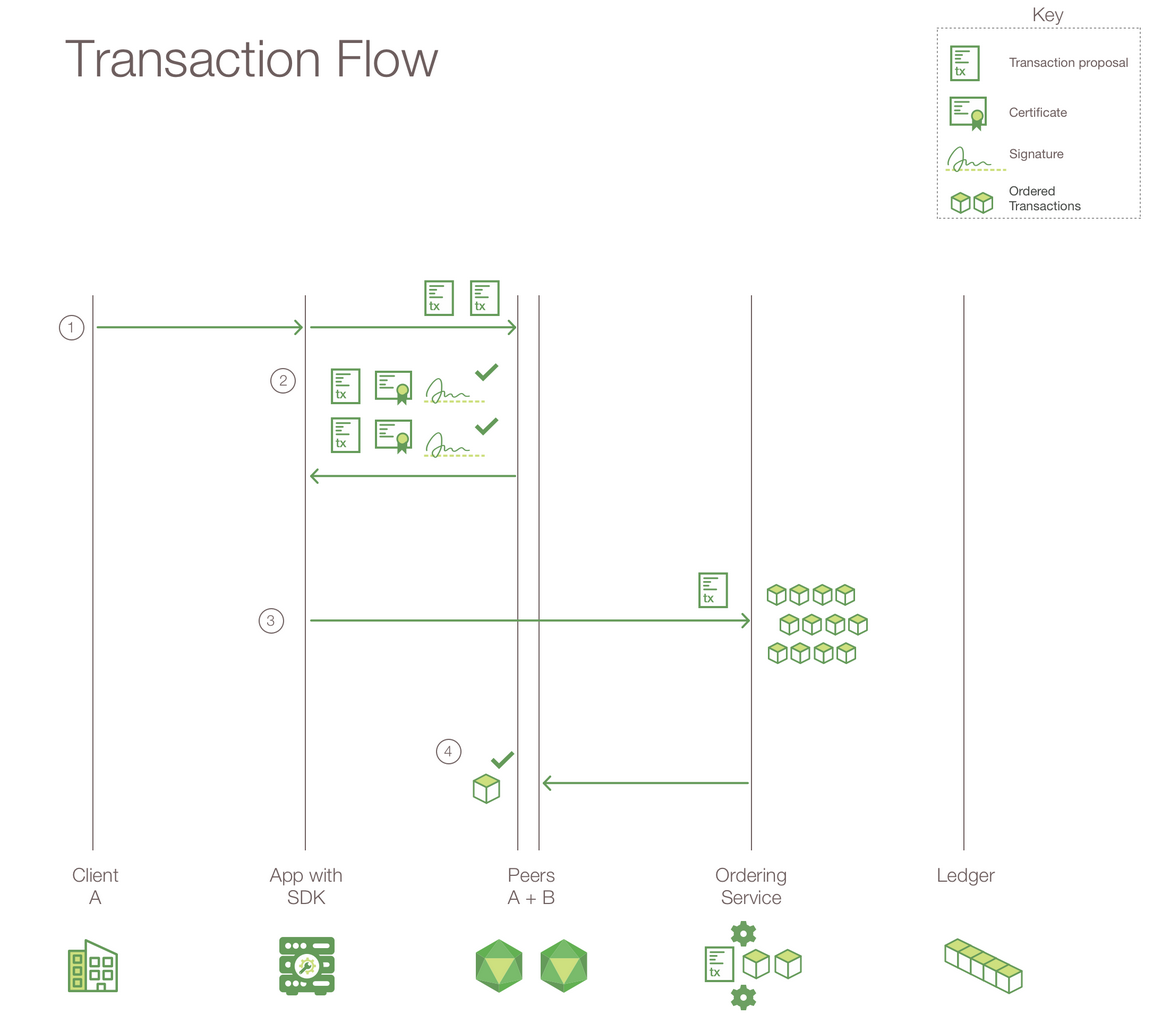 Transaction Flow
Key
tx
Transaction proposal
Certificate
Signature
Ordered
Transactions
tx
tx
1
2
tx
tx
tx
3
4
Client
A
App with
SDK
Peers
A + B
Ordering
Service
Ledger
tx